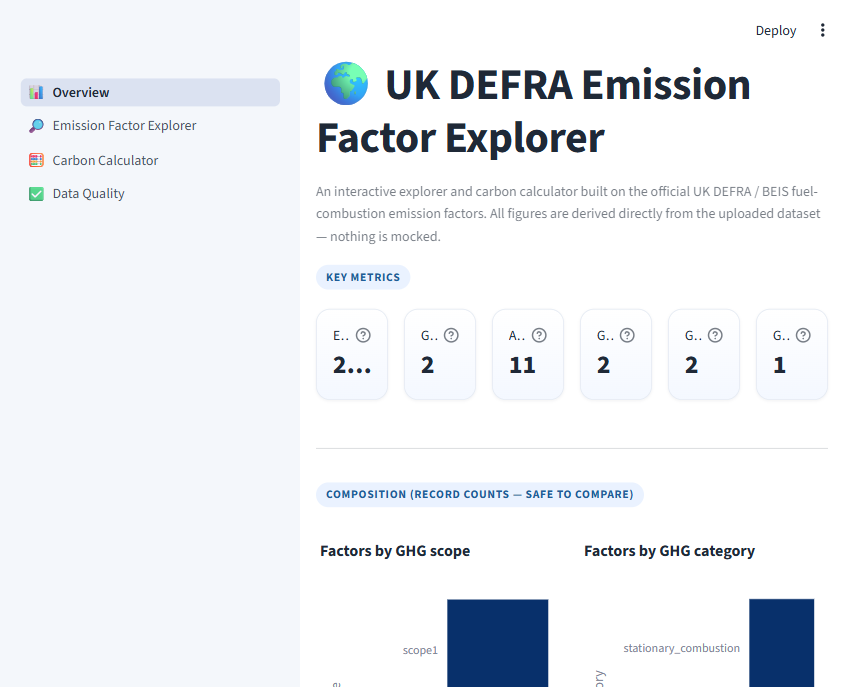 Deploy
Overview
Emission Factor Explorer
Carbon Calculator
Data Quality
UK DEFRA Emission
Factor Explorer
An interactive explorer and carbon calculator built on the official UK DEFRA / BEIS fuel-
combustion emission factors. All figures are derived directly from the uploaded dataset
— nothing is mocked.
KEY METRICS
E.. G.. A.. G.. G.. G..
2... 2 11 2 2 1
COMPOSITION (RECORD COUNTS — SAFE TO COMPARE)
Factors by GHG scope
Factors by GHG category
scope1
stationary_combustion